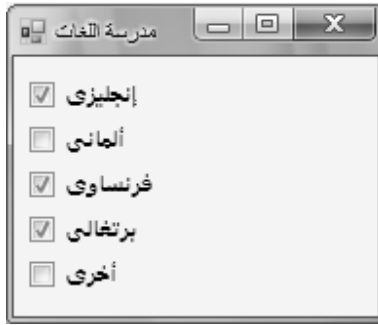 مدرسة اللغات
إنجليزى
ألمانى
فرنساوى
برتغالى
أخرى